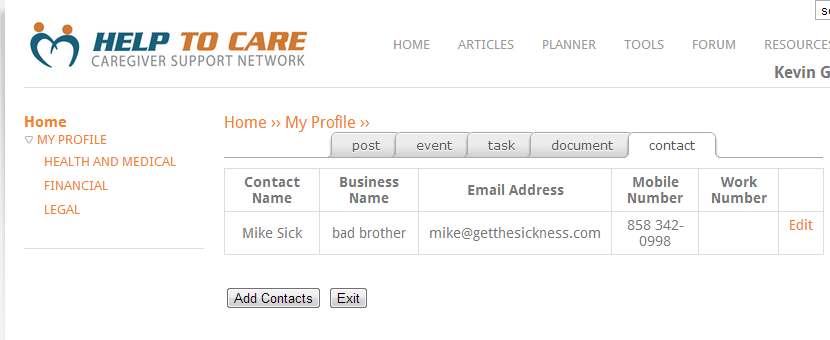 se
HELP TO CARE
CAREGIVER SUPPORT NETWORK
HOME ARTICLES PLANNER TOOLS FORUM RESOURCES
Kevin G
Home
MY PROFILE
HEALTH AND MEDICAL
FINANCIAL
LEGAL
Home ›› My Profile ››
post event task document contact
Contact Name Business Name Email Address Mobile Number Work Number
Mike Sick bad brother mike@getthesickness.com 858 342-0998 Edit
Add Contacts Exit